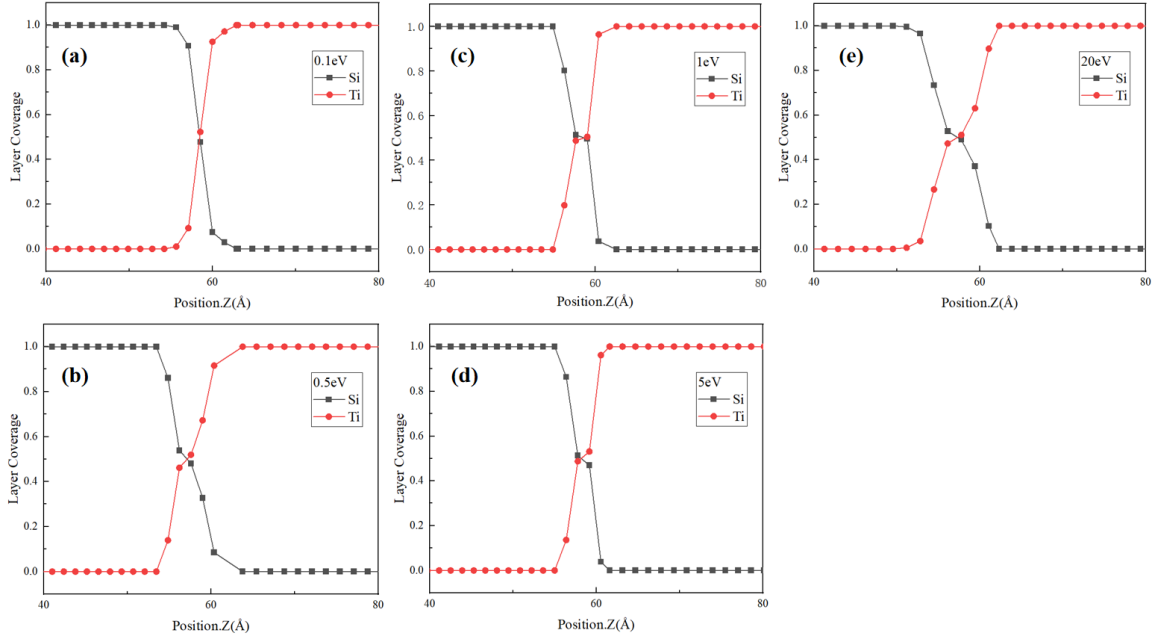 (a)
0.1eV
Si
Ti
Layer Coverage
1.0
0.8
0.6
0.4
0.2
0.0
40
60
80
Position.Z(Å)
(c)
1eV
Si
Ti
Layer Coverage
1.0
0.8
0.6
0.4
0.2
0.0
40
60
80
Position.Z(Å)
(e)
20eV
Si
Ti
Layer Coverage
1.0
0.8
0.6
0.4
0.2
0.0
40
60
80
Position.Z(Å)
(b)
0.5eV
Si
Ti
Layer Coverage
1.0
0.8
0.6
0.4
0.2
0.0
40
60
80
Position.Z(Å)
(d)
5eV
Si
Ti
Layer Coverage
1.0
0.8
0.6
0.4
0.2
0.0
40
60
80
Position.Z(Å)